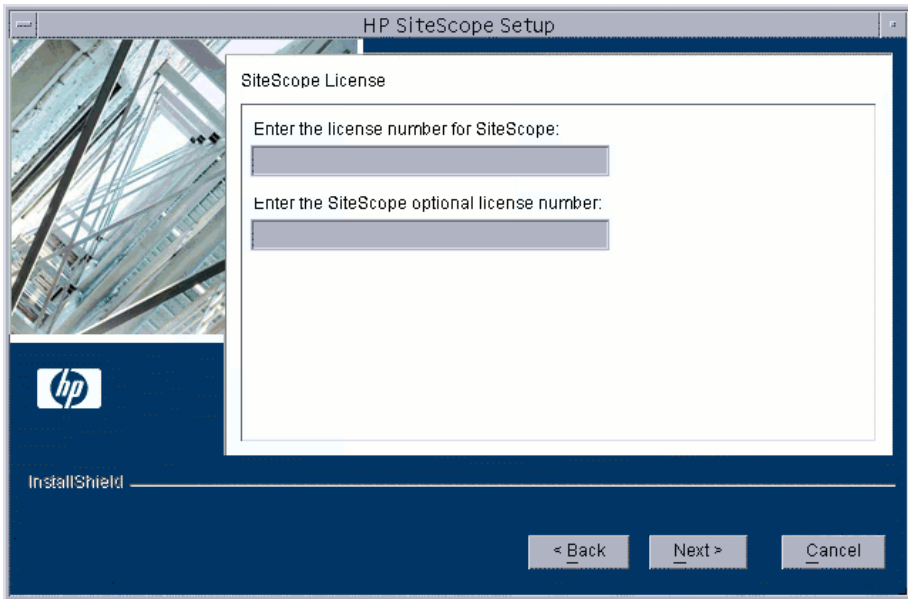 HP SiteScope Setup
SiteScope License
Enter the license number for SiteScope:
Enter the SiteScope optional license number:
hp
InstallShield
< Back
Next >
Cancel